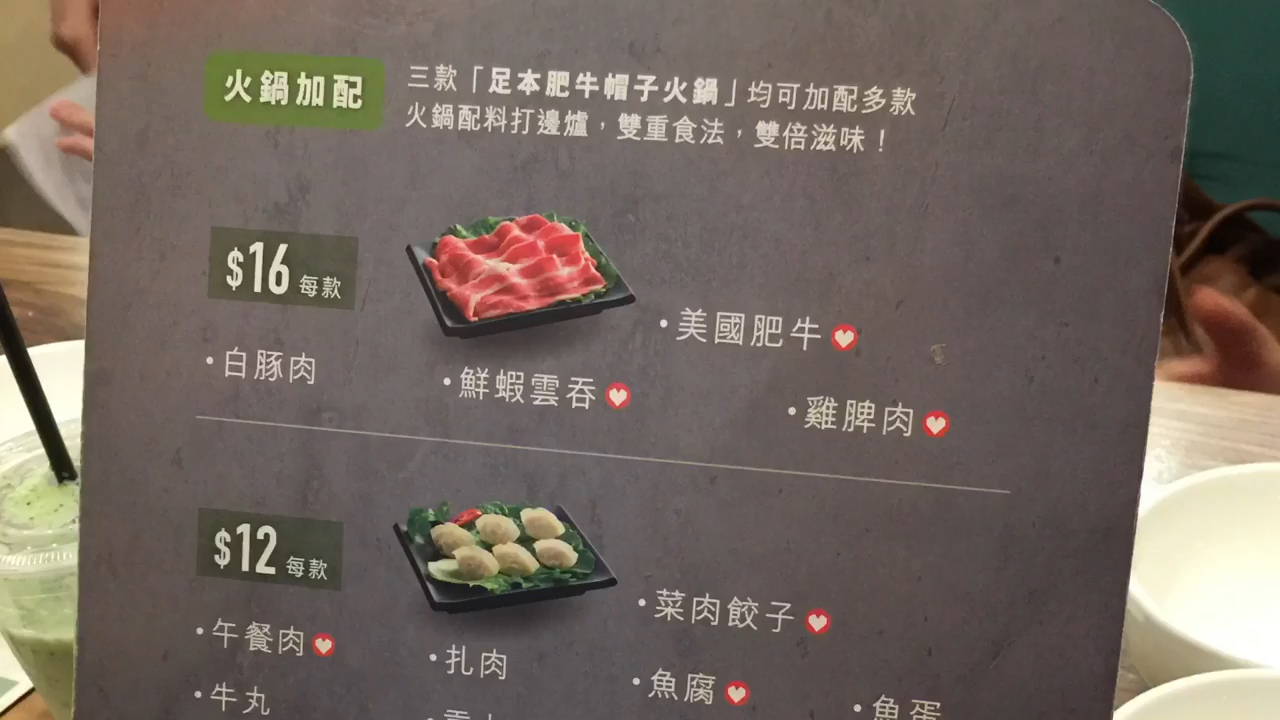 火鍋加配
三款「足本肥牛帽子火鍋」均可加配多款
火鍋配料打邊爐，雙重食法，雙倍滋味！
$16 每款
•美國肥牛
•白豚肉
•鮮蝦雲吞
•雞脾肉
$12 每款
•菜肉餃子
•午餐肉
•扎肉
•魚腐
•魚蛋
•牛丸